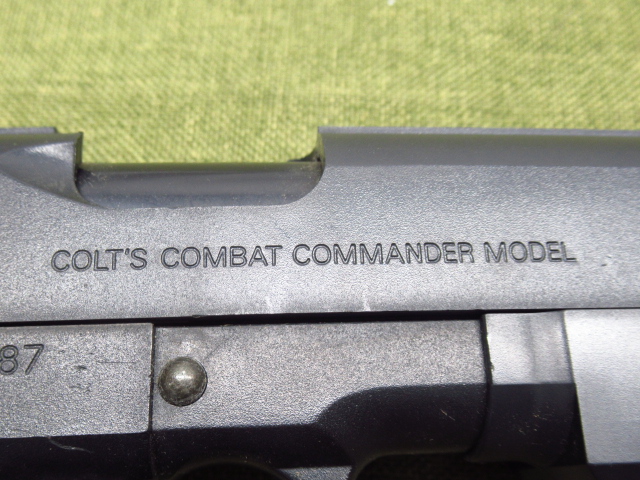 COLT'S COMBAT COMMANDER MODEL
87